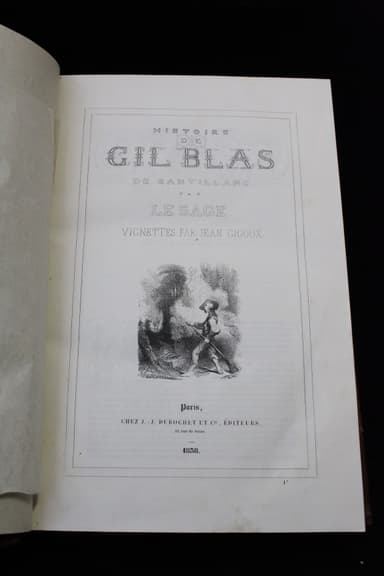 HISTOIRE
DE
GIL BLAS
DE SANTILLANE
PAR
LE SAGE
VIGNETTES PAR JEAN GIGOUX.
Paris,
CHEZ J.-J. DUBOCHET ET Cie, ÉDITEURS,
1838.